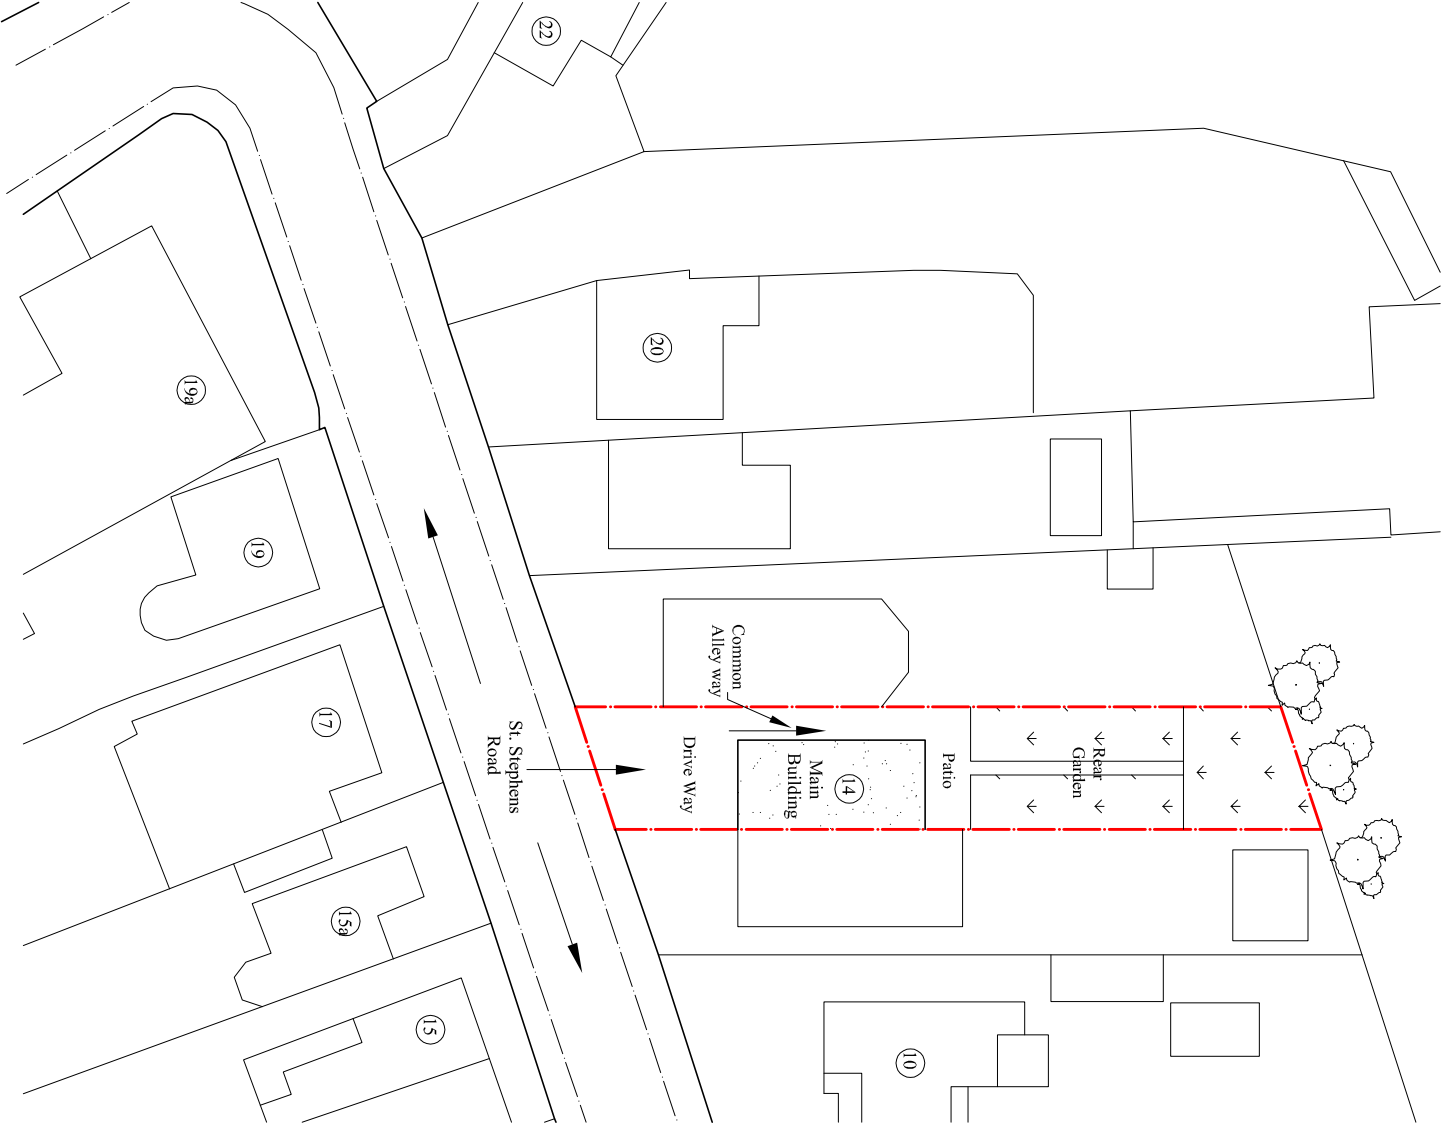 22
20
19a
19
17
15a
15
10
14
Common
Alley way
St. Stephens
Road
Drive Way
Main
Building
Patio
Rear
Garden